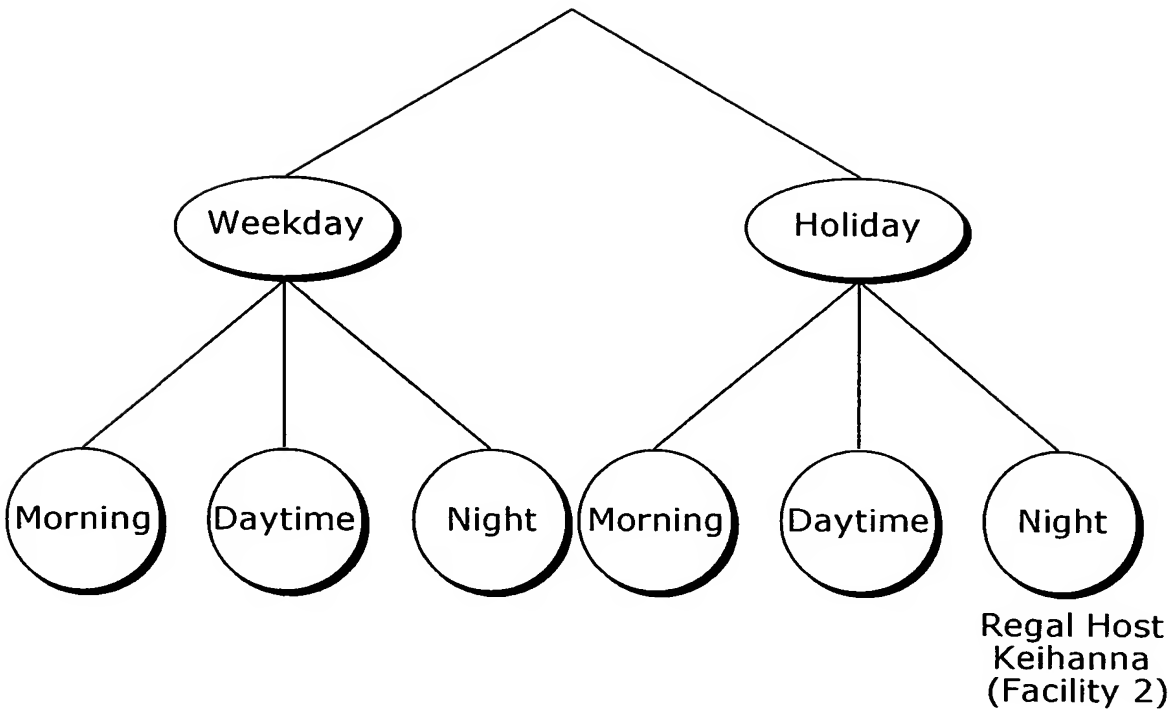 Weekday
Holiday
Morning
Daytime
Night
Morning
Daytime
Night
Regal Host
Keihanna
(Facility 2)